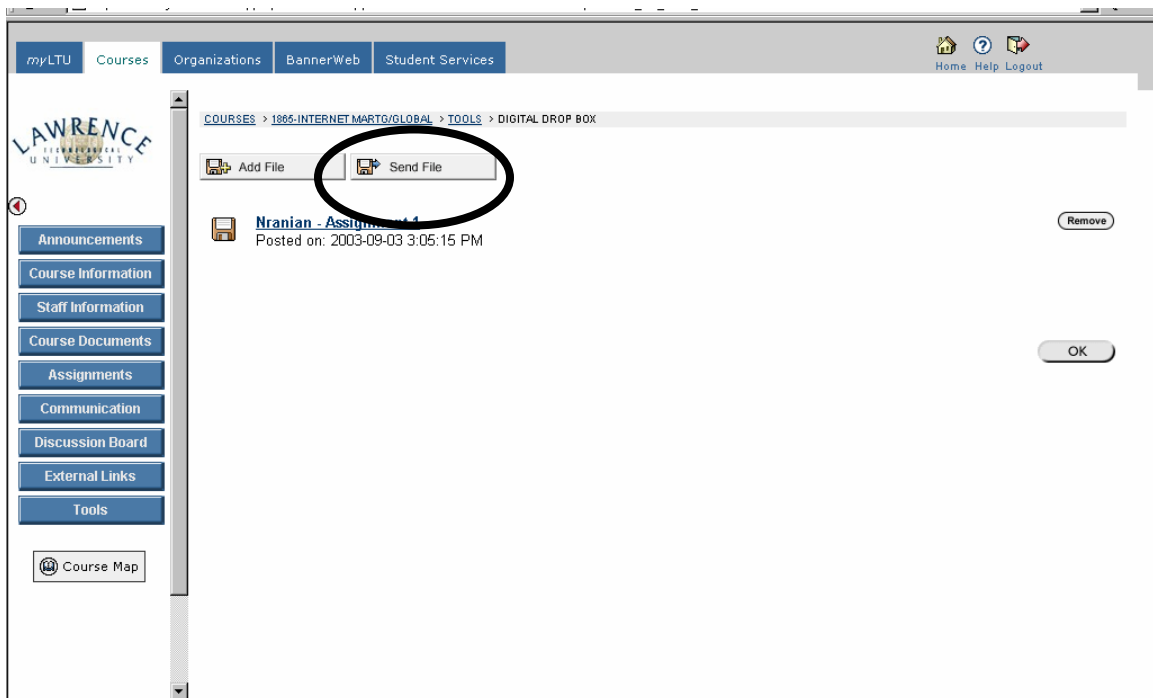 myLTU Courses Organizations BannerWeb Student Services
Home Help Logout
LAWRENCE
TECHNOLOGICAL
UNIVERSITY
COURSES > 1865-INTERNET MARTG/GLOBAL > TOOLS > DIGITAL DROP BOX
Add File Send File
Nranian - Assignment 1
Remove
Posted on: 2003-09-03 3:05:15 PM
Announcements
Course Information
Staff Information
Course Documents
OK
Assignments
Communication
Discussion Board
External Links
Tools
Course Map